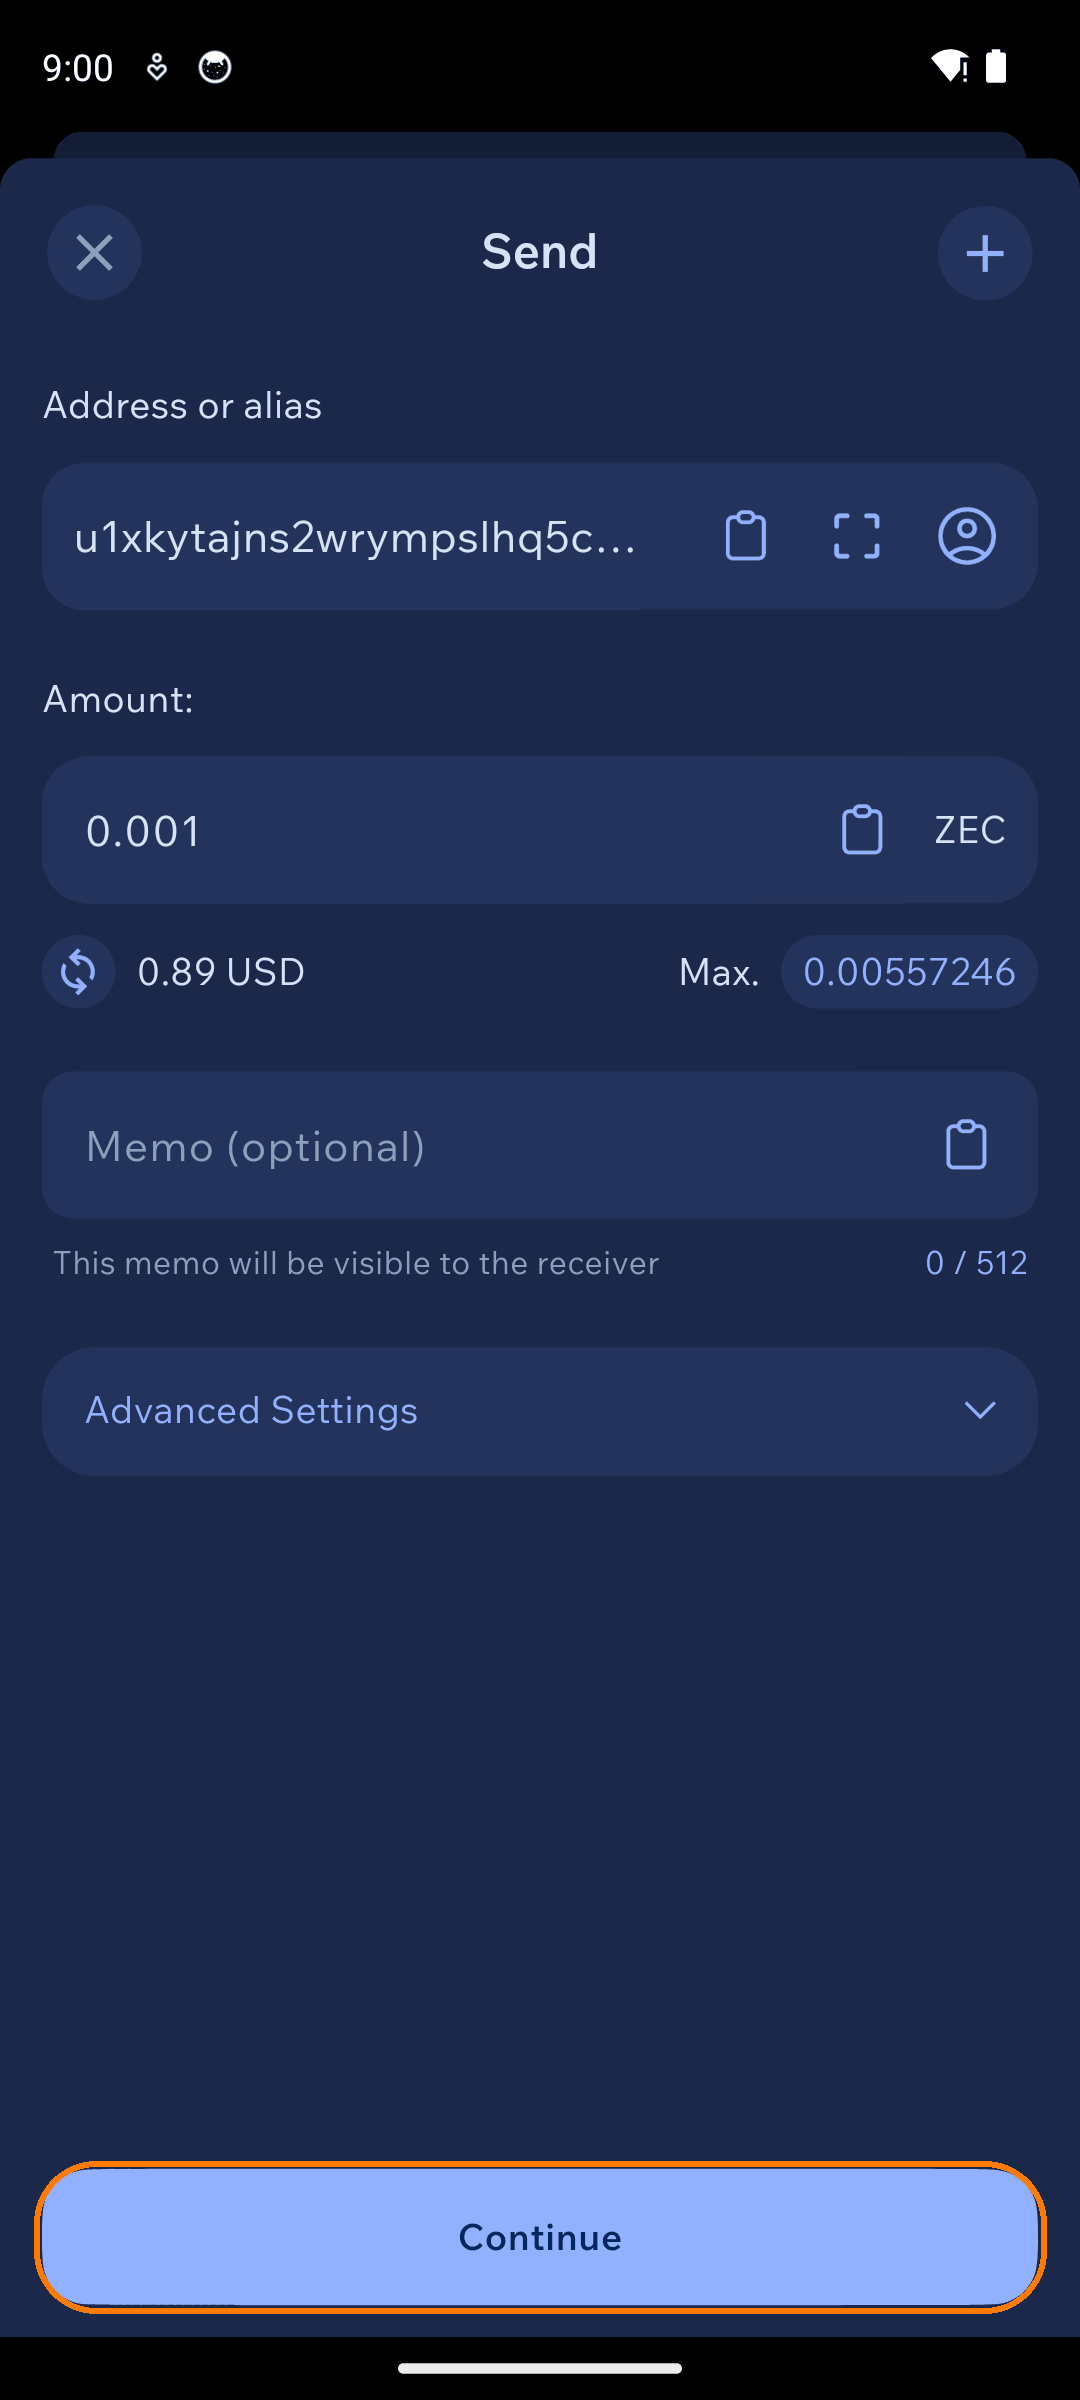 9:00
Send
Address or alias
u1xkytajns2wrympslhq5c...
Amount:
0.001
ZEC
0.89 USD
Max.
0.00557246
Memo (optional)
This memo will be visible to the receiver
0 / 512
Advanced Settings
Continue